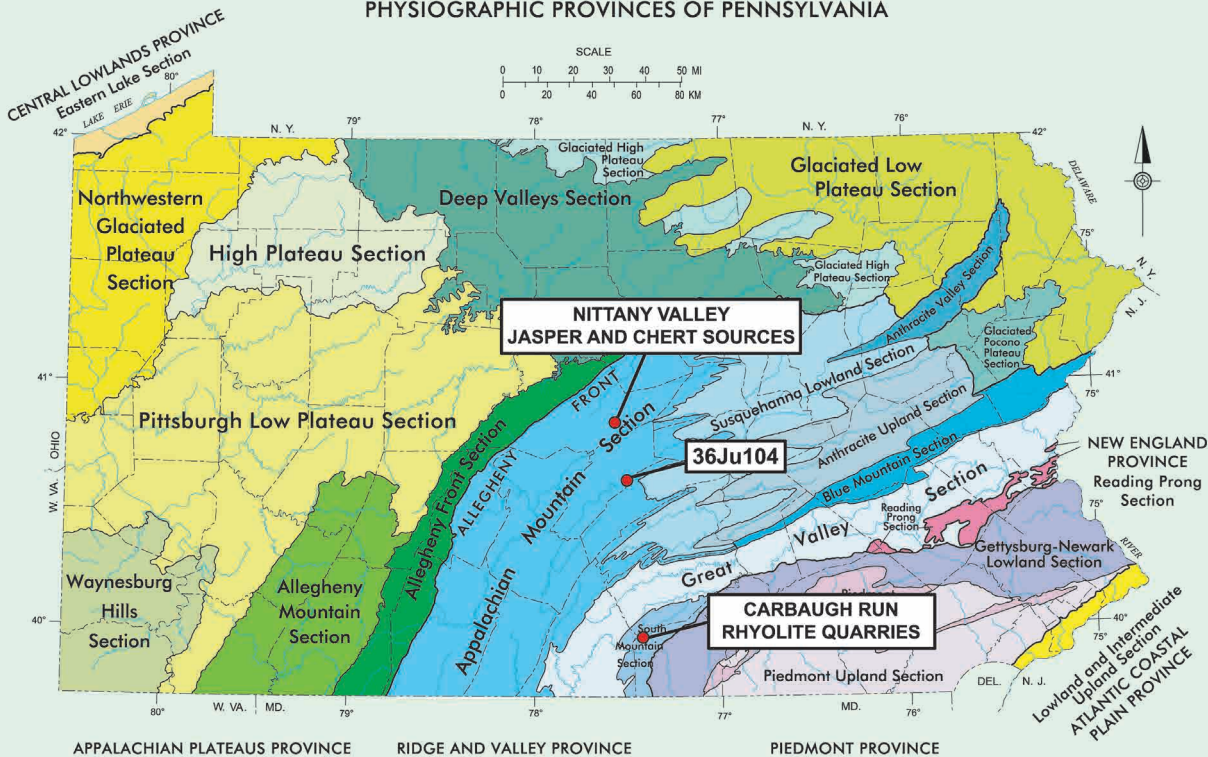 PHYSIOGRAPHIC PROVINCES OF PENNSYLVANIA
SCALE
0 10 20 30 40 50 MI
0 20 40 60 80 KM
CENTRAL LOWLANDS PROVINCE
Eastern Lake Section
80°
LAKE ERIE
42°
N. Y.
79°
78°
77°
N. Y.
76°
42°
DELAWARE
75°
N. Y.
N. J.
Northwestern
Glaciated
Plateau
Section
High Plateau Section
Deep Valleys Section
Glaciated High
Plateau
Section
Glaciated Low
Plateau Section
Glaciated High
Plateau Section
Anthracite Valley Section
Glaciated
Pocono
Plateau
Section
NITTANY VALLEY
JASPER AND CHERT SOURCES
41°
41°
75°
Pittsburgh Low Plateau Section
Allegheny Front Section
ALLEGHENY
FRONT
Appalachian
Mountain
Section
Susquehanna Lowland Section
Anthracite Upland Section
Blue Mountain Section
36Ju104
OHIO
W. VA.
NEW ENGLAND
PROVINCE
Reading Prong
Section
75°
Great
Valley
Section
Reading
Prong
Section
Gettysburg-Newark
Lowland Section
RIVER
Waynesburg
Hills
Section
Allegheny
Mountain
Section
40°
CARBAUGH RUN
RHYOLITE QUARRIES
South
Mountain
Section
Piedmont Upland Section
40°
75°
DEL.
N. J.
Lowland and Intermediate
Upland Section
ATLANTIC COASTAL
PLAIN PROVINCE
80°
W. VA.
MD.
79°
78°
77°
MD.
76°
APPALACHIAN PLATEAUS PROVINCE
RIDGE AND VALLEY PROVINCE
PIEDMONT PROVINCE